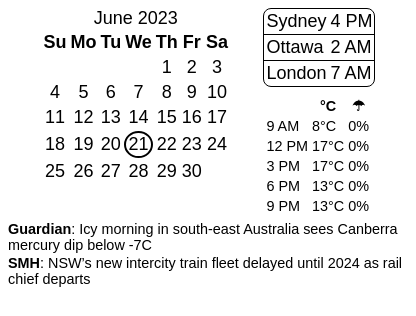 June 2023
Su Mo Tu We Th Fr Sa
1 2 3
4 5 6 7 8 9 10
11 12 13 14 15 16 17
18 19 20 21 22 23 24
25 26 27 28 29 30
Sydney 4 PM
Ottawa 2 AM
London 7 AM
°C ☂
9 AM 8°C 0%
12 PM 17°C 0%
3 PM 17°C 0%
6 PM 13°C 0%
9 PM 13°C 0%
Guardian: Icy morning in south-east Australia sees Canberra
mercury dip below -7C
SMH: NSW's new intercity train fleet delayed until 2024 as rail
chief departs